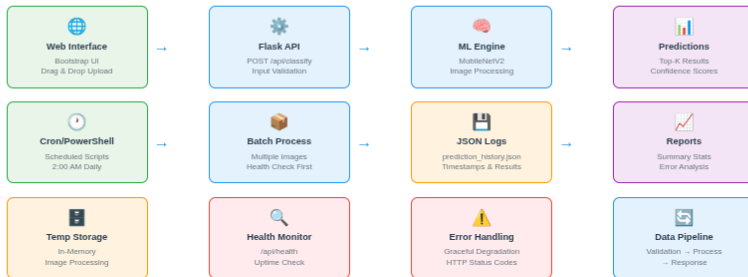 Web Interface
Bootstrap UI
Drag & Drop Upload
→
Flask API
POST /api/classify
Input Validation
→
ML Engine
MobileNetV2
Image Processing
→
Predictions
Top-K Results
Confidence Scores
Cron/PowerShell
Scheduled Scripts
2:00 AM Daily
→
Batch Process
Multiple Images
Health Check First
→
JSON Logs
prediction_history.json
Timestamps & Results
→
Reports
Summary Stats
Error Analysis
Temp Storage
In-Memory
Image Processing
Health Monitor
/api/health
Uptime Check
Error Handling
Graceful Degradation
HTTP Status Codes
Data Pipeline
Validation → Process
→ Response